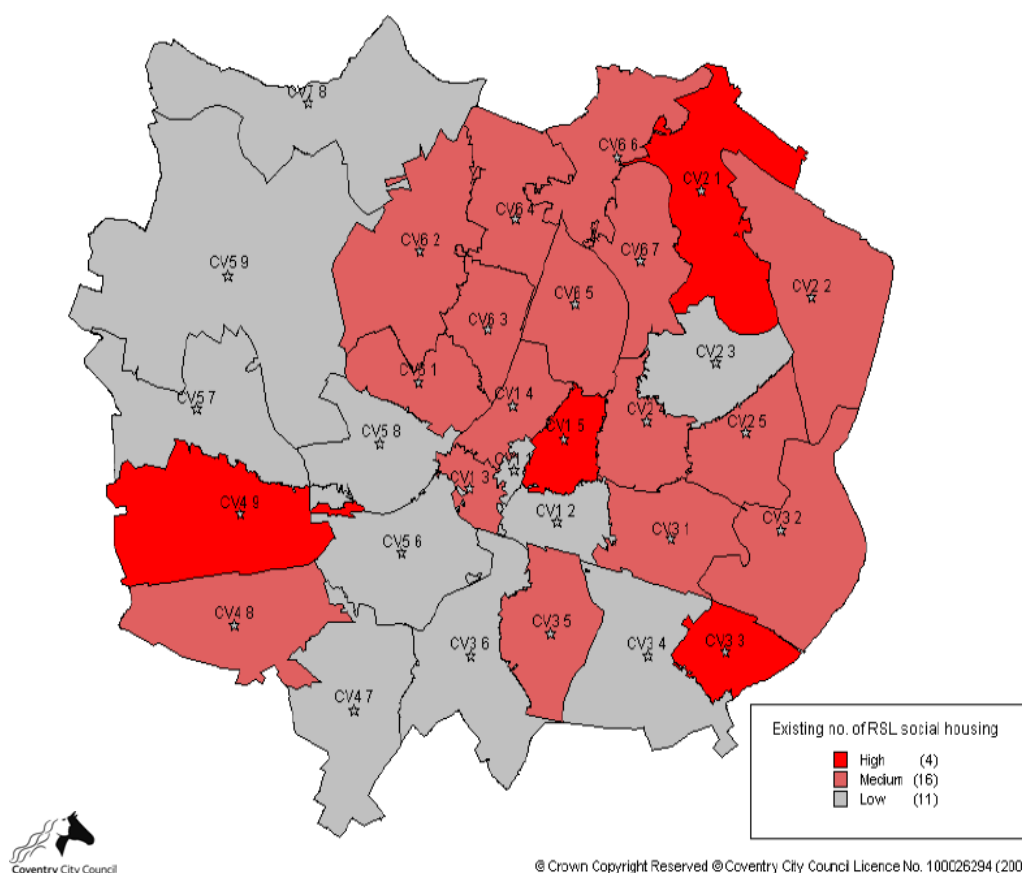 CV7 8
CV6 6
CV2 1
CV6 4
CV6 2
CV6 7
CV5 9
CV2 2
CV6 5
CV6 3
CV2 3
CV5 1
CV5 7
CV1 4
CV2 4
CV2 5
CV5 8
CV1 5
CV1 3
CV4 9
CV1 2
CV3 2
CV3 1
CV5 6
CV4 8
CV3 5
CV3 3
CV3 6
CV3 4
CV4 7
Existing no. of RSL social housing
High (4)
Medium (16)
Low (11)
Coventry City Council
© Crown Copyright Reserved © Coventry City Council Licence No. 100026294 (200